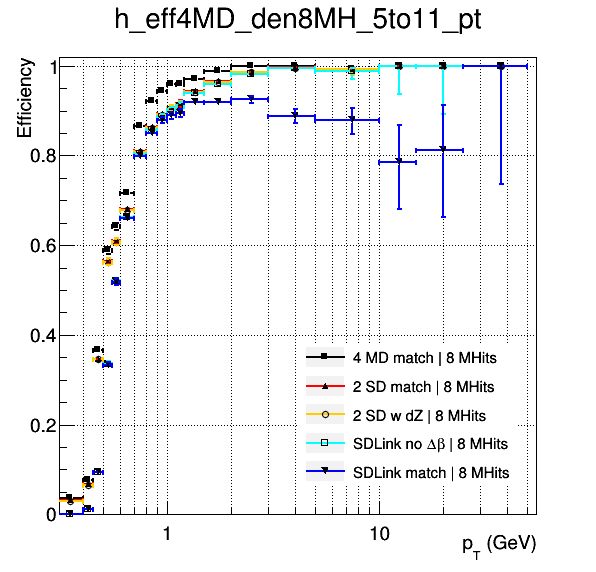 h_eff4MD_den8MH_5to11_pt
Efficiency
1
0.8
0.6
0.4
0.2
0
4 MD match | 8 MHits
2 SD match | 8 MHits
2 SD w dZ | 8 MHits
SDLink no Δβ | 8 MHits
SDLink match | 8 MHits
1
10
p_T (GeV)